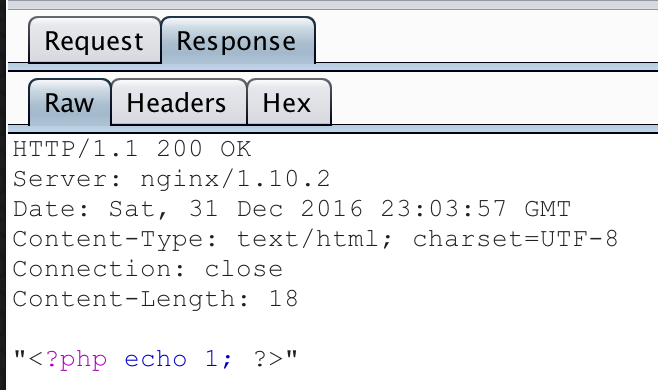 Request Response
Raw Headers Hex
HTTP/1.1 200 OK
Server: nginx/1.10.2
Date: Sat, 31 Dec 2016 23:03:57 GMT
Content-Type: text/html; charset=UTF-8
Connection: close
Content-Length: 18

"<?php echo 1; ?>"